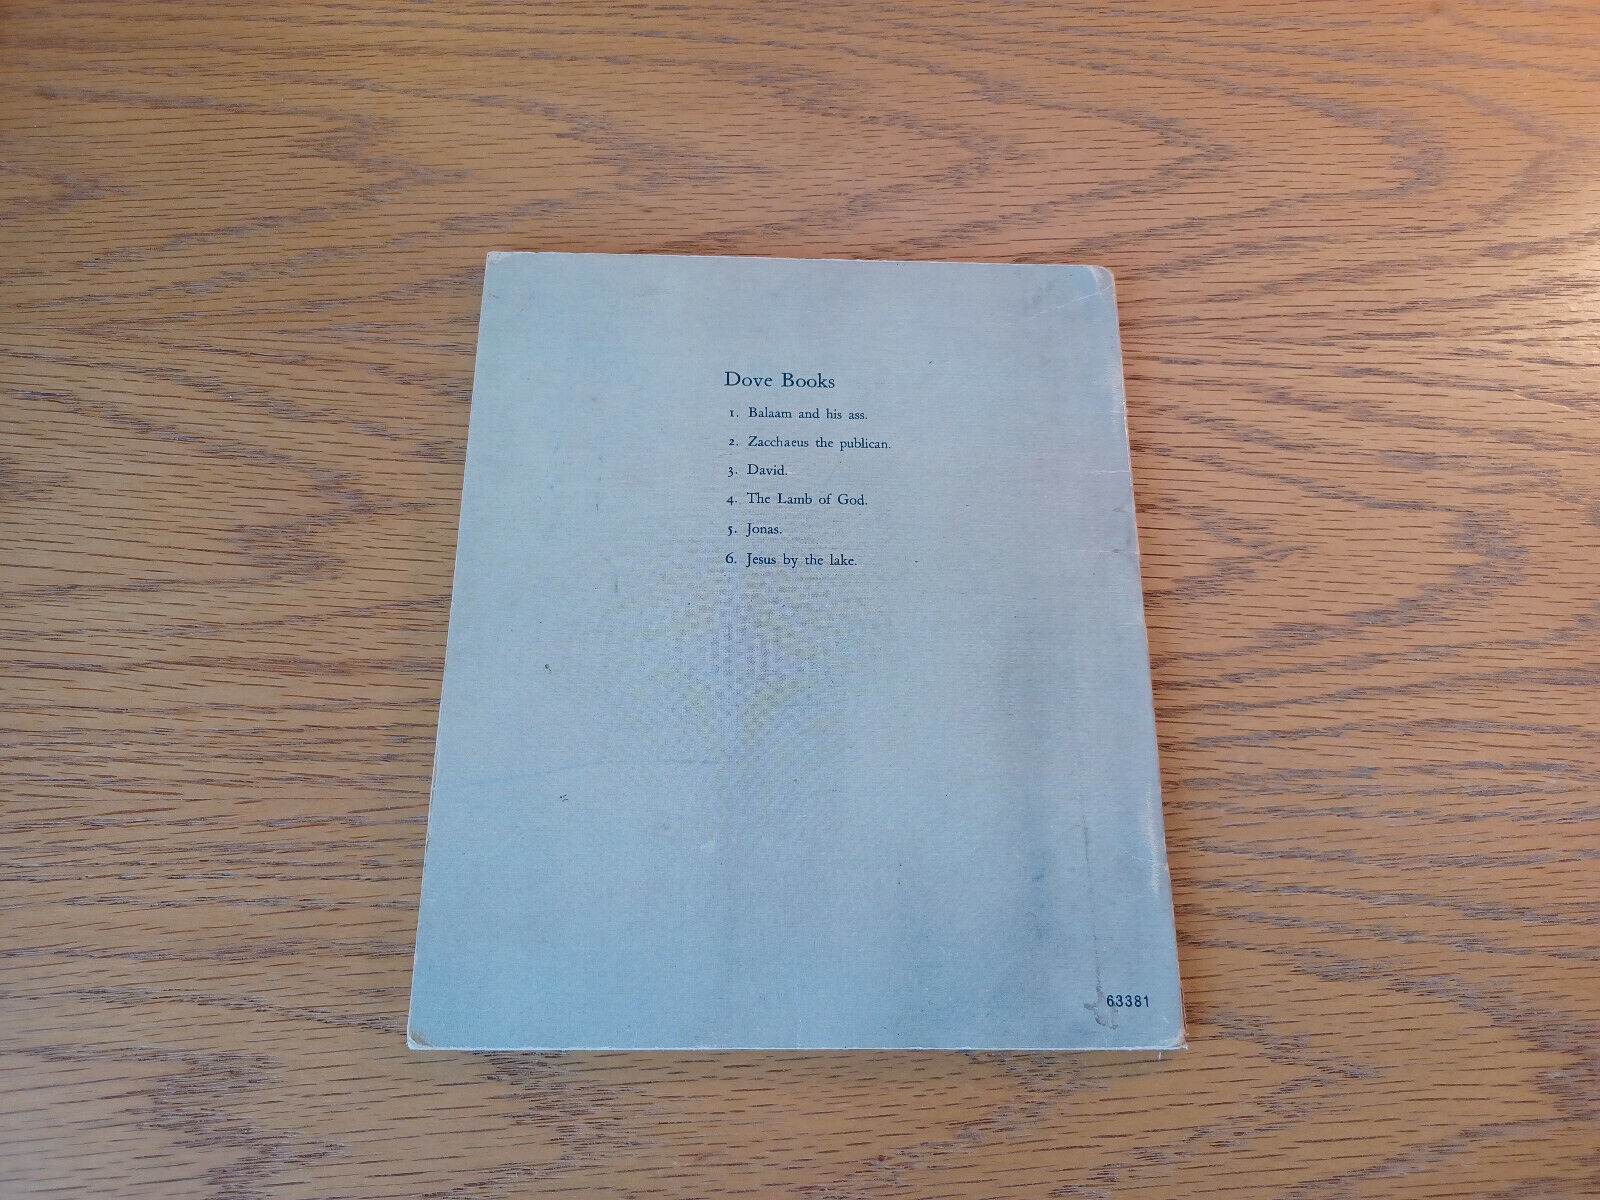 Dove Books
1. Balaam and his ass.
2. Zacchaeus the publican.
3. David.
4. The Lamb of God.
5. Jonas.
6. Jesus by the lake.
63381